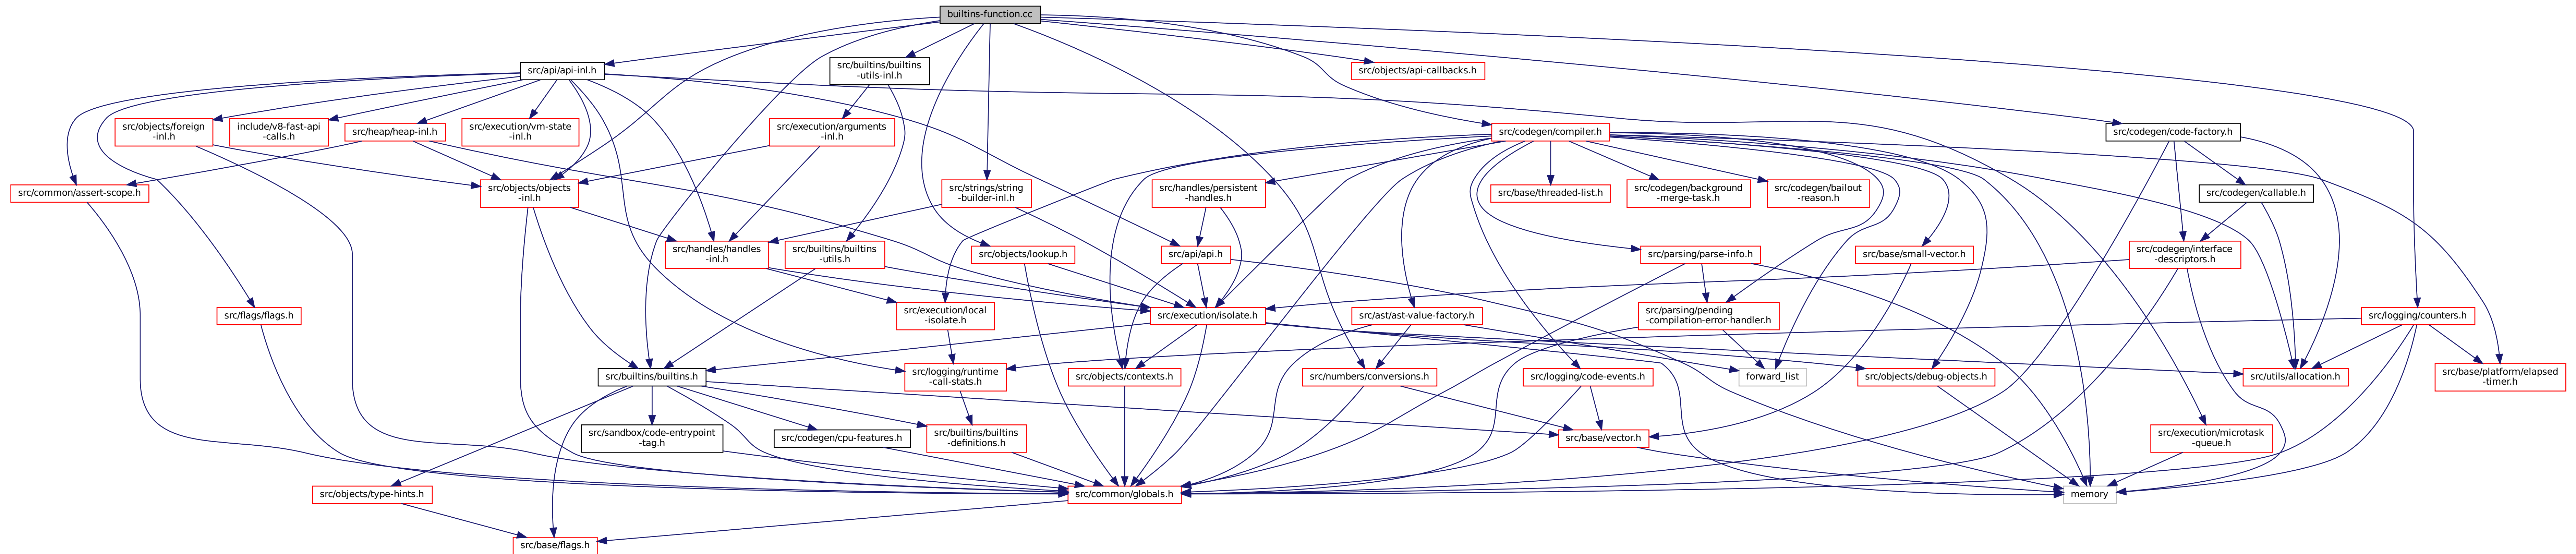 builtins-function.cc
src/api/api-inl.h
src/builtins/builtins
-utils-inl.h
src/objects/api-callbacks.h
src/objects/foreign
-inl.h
include/v8-fast-api
-calls.h
src/heap/heap-inl.h
src/execution/vm-state
-inl.h
src/execution/arguments
-inl.h
src/codegen/compiler.h
src/codegen/code-factory.h
src/common/assert-scope.h
src/objects/objects
-inl.h
src/strings/string
-builder-inl.h
src/handles/persistent
-handles.h
src/base/threaded-list.h
src/codegen/background
-merge-task.h
src/codegen/bailout
-reason.h
src/codegen/callable.h
src/handles/handles
-inl.h
src/builtins/builtins
-utils.h
src/objects/lookup.h
src/api/api.h
src/parsing/parse-info.h
src/base/small-vector.h
src/codegen/interface
-descriptors.h
src/flags/flags.h
src/execution/local
-isolate.h
src/execution/isolate.h
src/ast/ast-value-factory.h
src/parsing/pending
-compilation-error-handler.h
src/logging/counters.h
src/builtins/builtins.h
src/logging/runtime
-call-stats.h
src/objects/contexts.h
src/numbers/conversions.h
src/logging/code-events.h
forward_list
src/objects/debug-objects.h
src/utils/allocation.h
src/base/platform/elapsed
-timer.h
src/sandbox/code-entrypoint
-tag.h
src/codegen/cpu-features.h
src/builtins/builtins
-definitions.h
src/base/vector.h
src/execution/microtask
-queue.h
src/objects/type-hints.h
src/common/globals.h
memory
src/base/flags.h